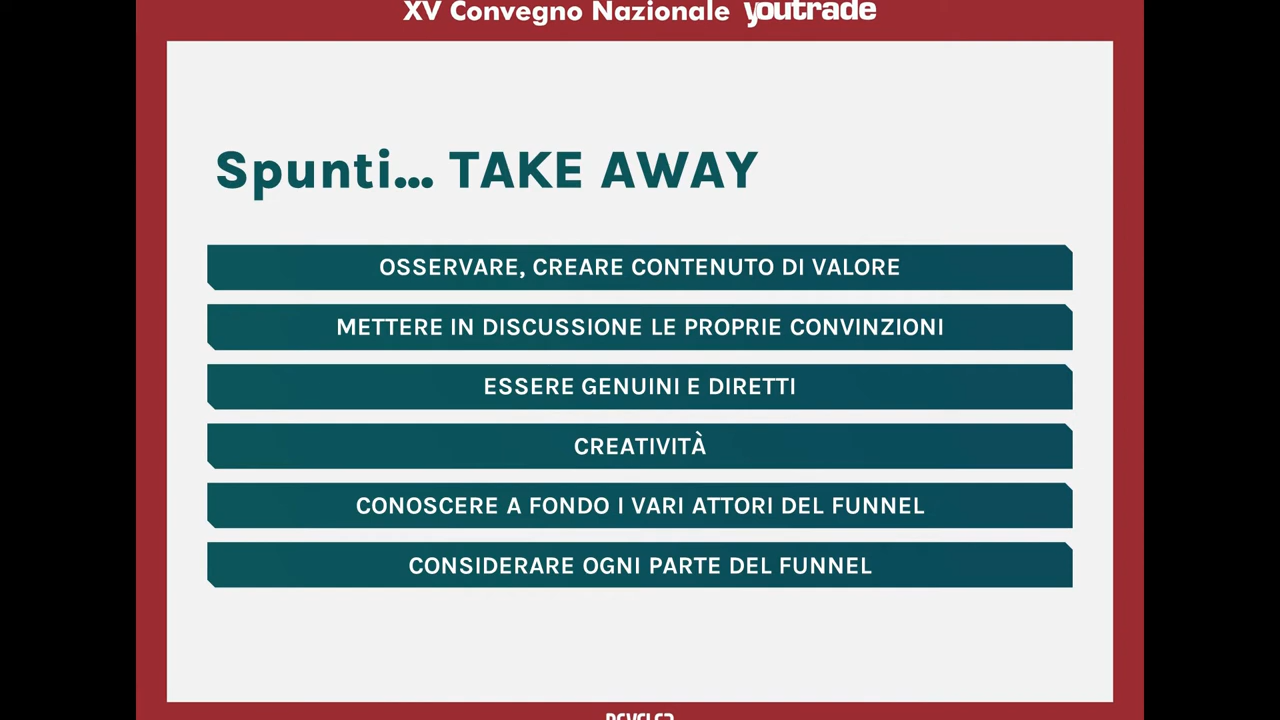 XV Convegno Nazionale youtrade
Spunti... TAKE AWAY
OSSERVARE, CREARE CONTENUTO DI VALORE
METTERE IN DISCUSSIONE LE PROPRIE CONVINZIONI
ESSERE GENUINI E DIRETTI
CREATIVITÀ
CONOSCERE A FONDO I VARI ATTORI DEL FUNNEL
CONSIDERARE OGNI PARTE DEL FUNNEL